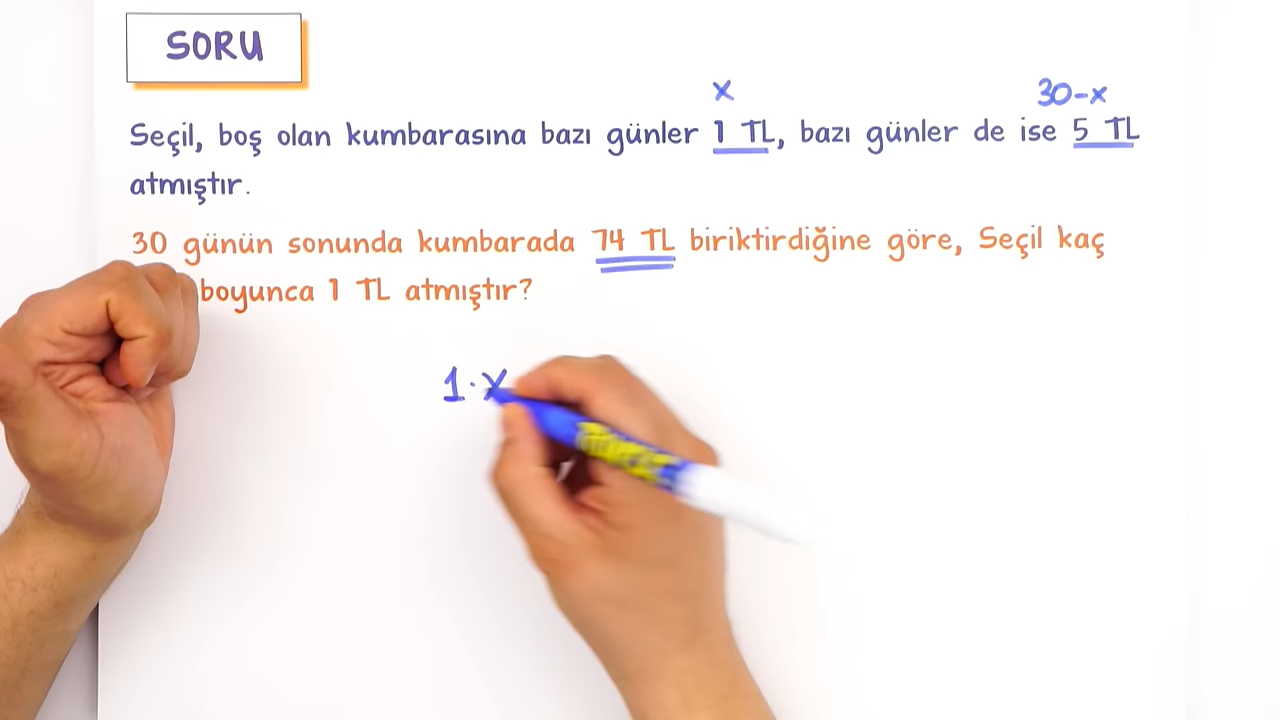 SORU
x 30-x
Seçil, boş olan kumbarasına bazı günler 1 TL, bazı günler de ise 5 TL
atmıştır.
30 günün sonunda kumbarada 74 TL biriktirdiğine göre, Seçil kaç
boyunca 1 TL atmıştır?
1·x